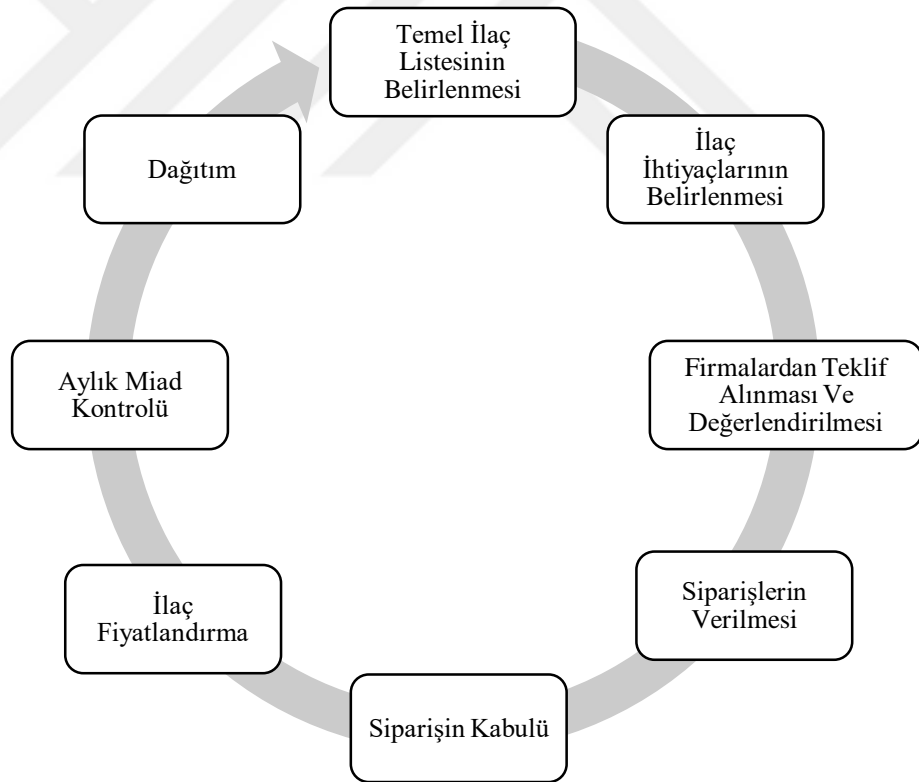 Temel İlaç
Listesinin
Belirlenmesi
İlaç
İhtiyaçlarının
Belirlenmesi
Firmalardan Teklif
Alınması Ve
Değerlendirilmesi
Siparişlerin
Verilmesi
Siparişin Kabulü
İlaç
Fiyatlandırma
Aylık Miad
Kontrolü
Dağıtım